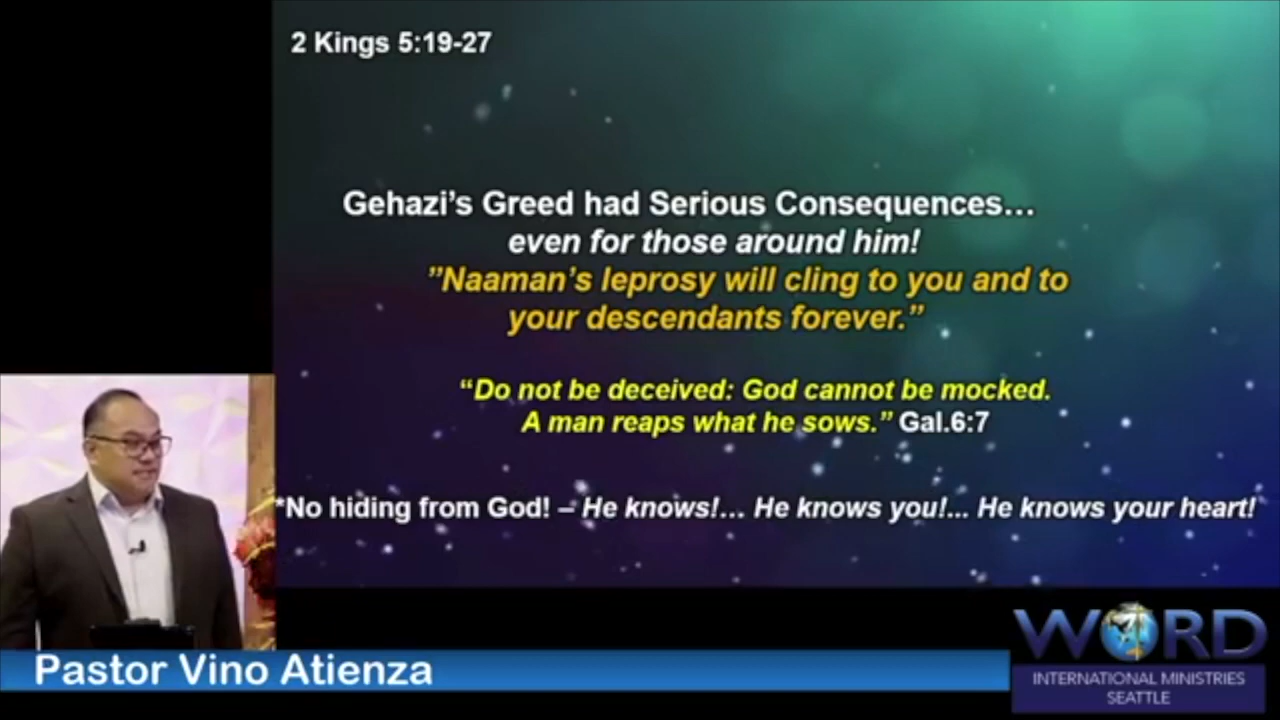 2 Kings 5:19-27
Gehazi’s Greed had Serious Consequences…
even for those around him!
”Naaman’s leprosy will cling to you and to
your descendants forever.”
“Do not be deceived: God cannot be mocked.
A man reaps what he sows.” Gal.6:7
*No hiding from God! – He knows!… He knows you!... He knows your heart!
Pastor Vino Atienza
WORD
INTERNATIONAL MINISTRIES
SEATTLE